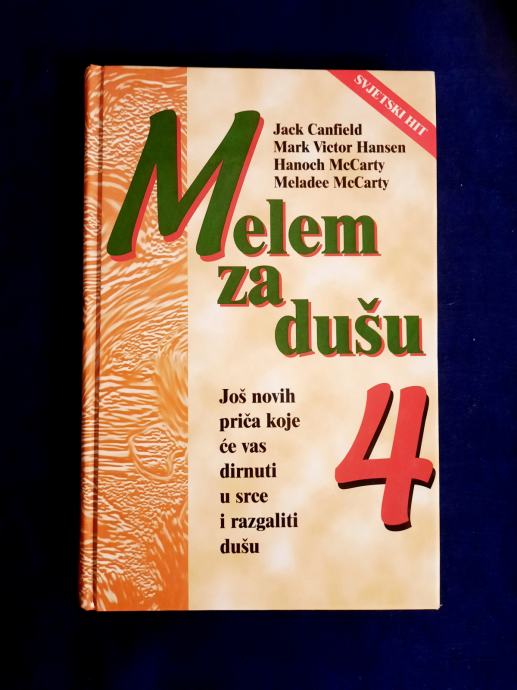 SVJETSKI HIT
Jack Canfield
Mark Victor Hansen
Hanoch McCarty
Meladee McCarty
Melem
za
dušu
4
Još novih
priča koje
će vas
dirnuti
u srce
i razgaliti
dušu